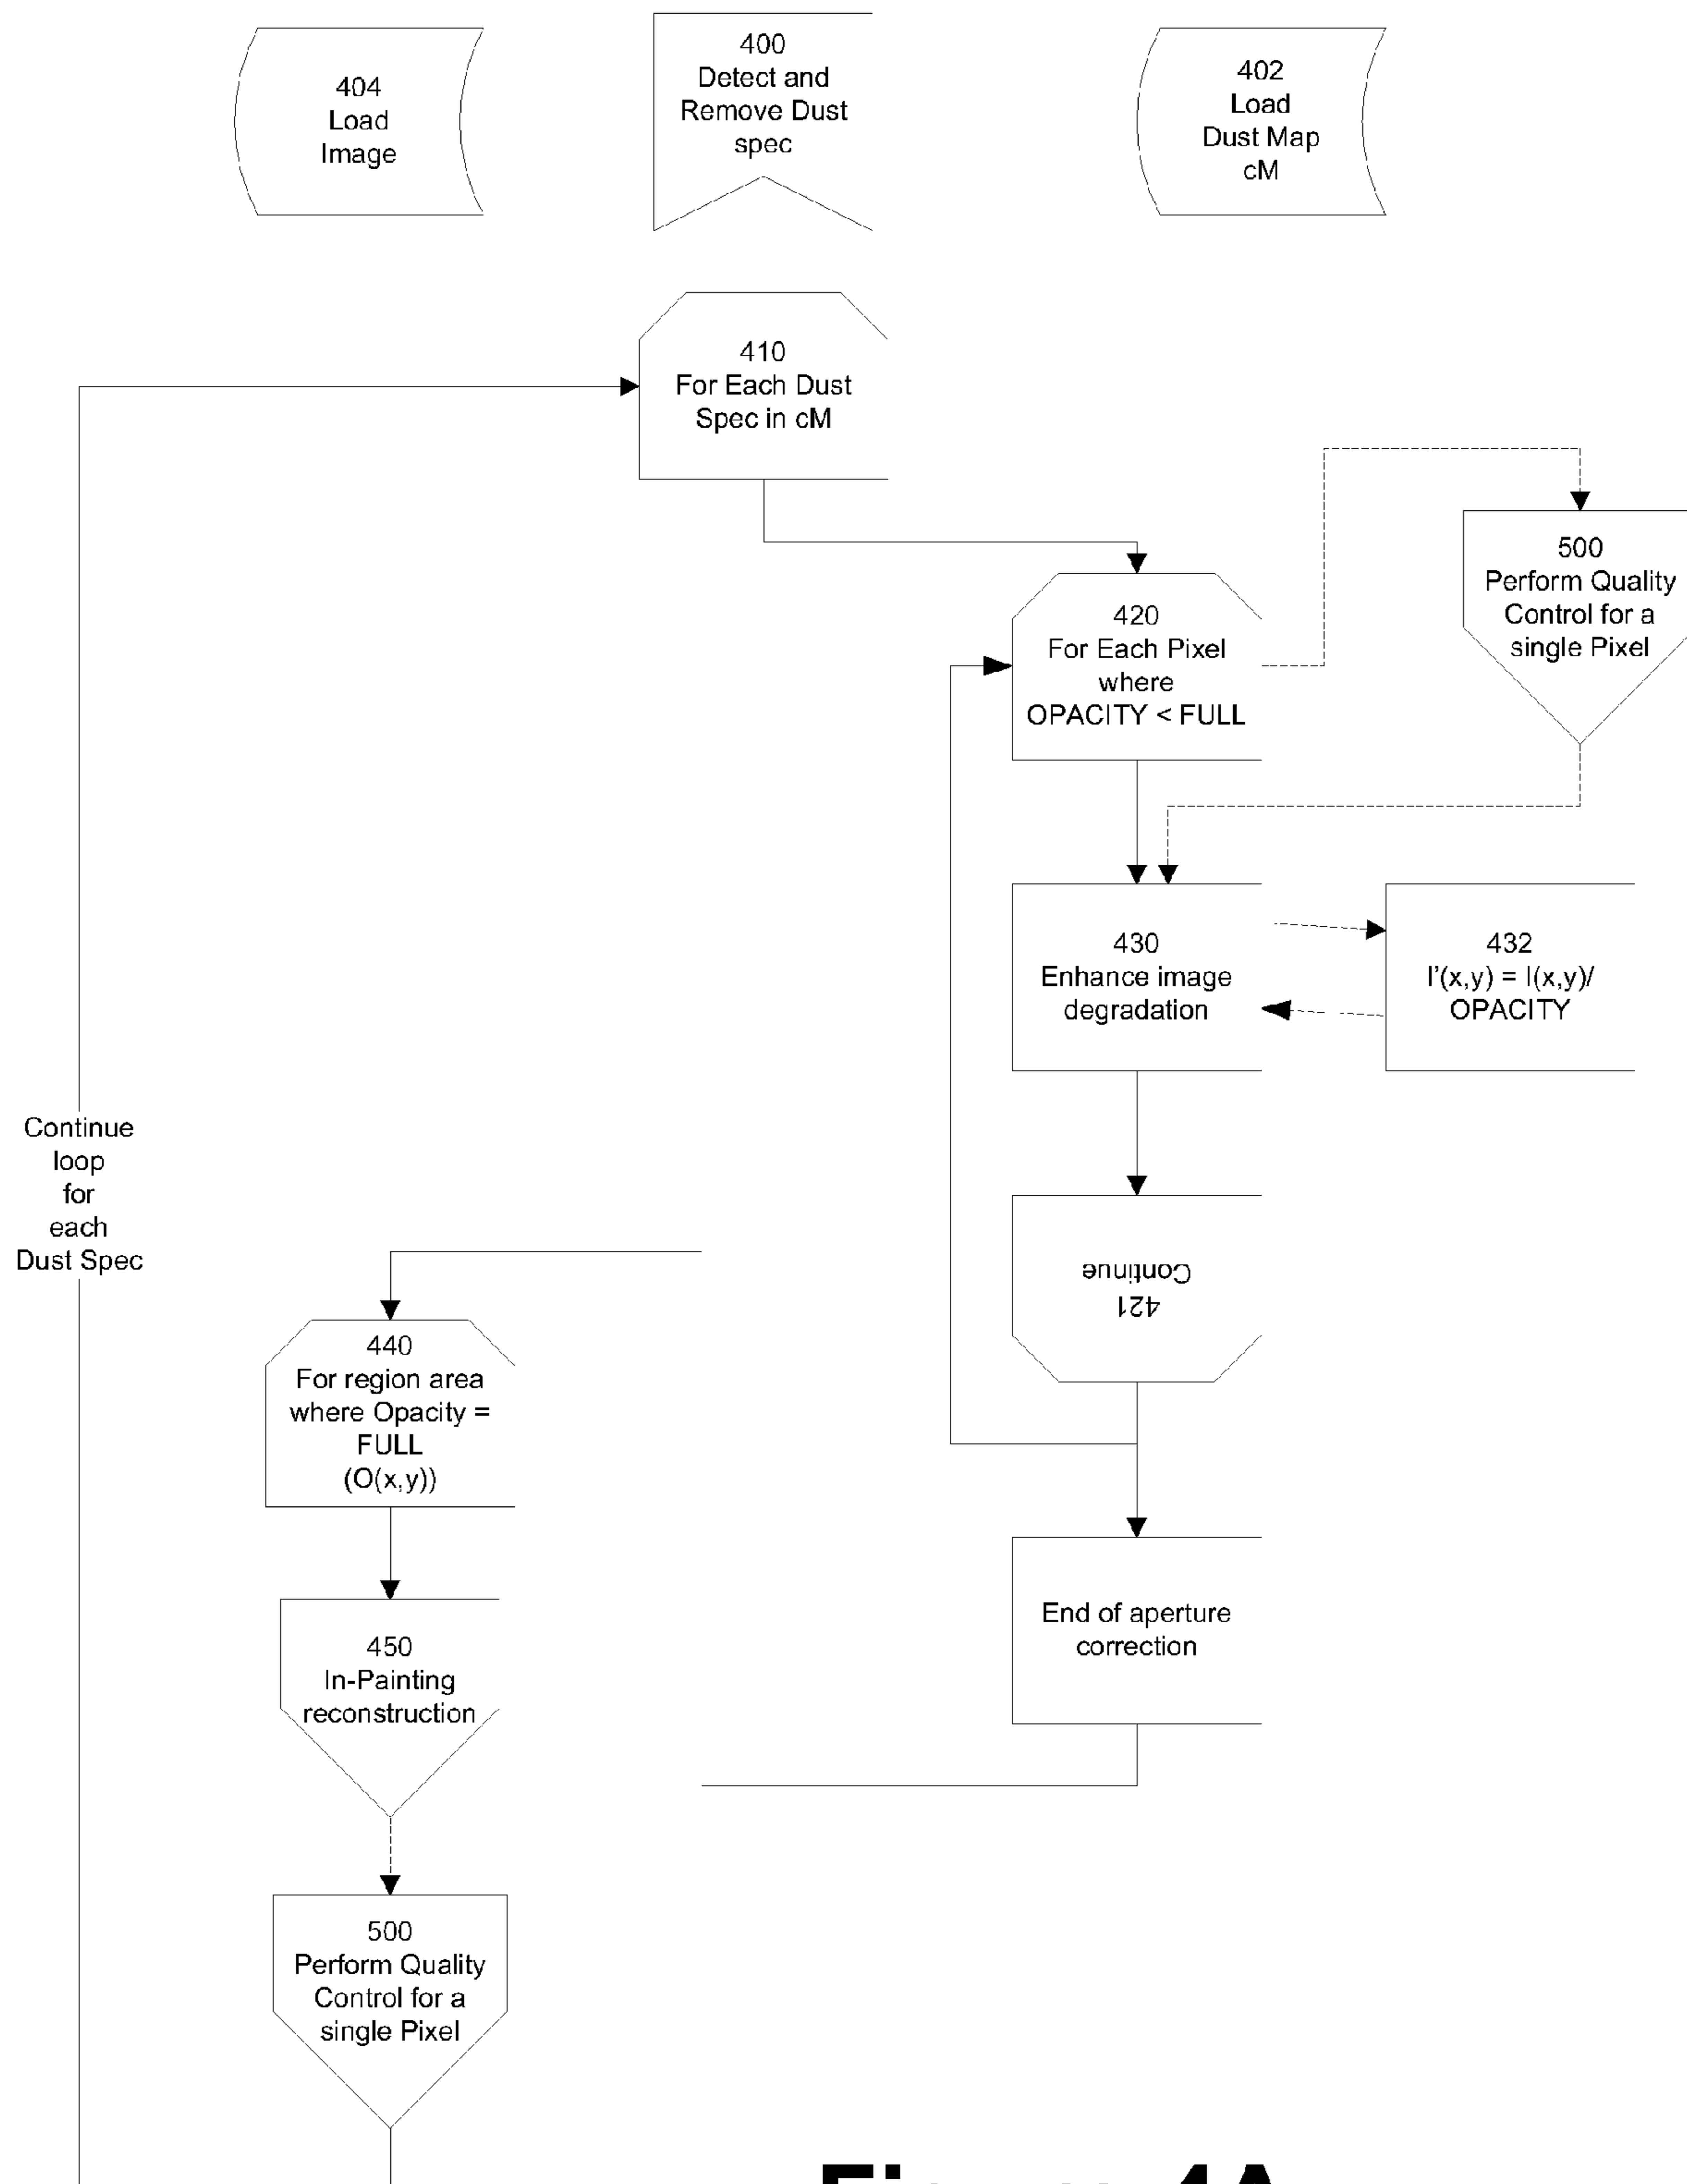 404
Load
Image
400
Detect and
Remove Dust
spec
402
Load
Dust Map
cM
410
For Each Dust
Spec in cM
500
Perform Quality
Control for a
single Pixel
420
For Each Pixel
where
OPACITY < FULL
430
Enhance image
degradation
432
I'(x,y) = I(x,y)/
OPACITY
Continue
loop
for
each
Dust Spec
421
Continue
440
For region area
where Opacity =
FULL
(O(x,y))
450
In-Painting
reconstruction
End of aperture
correction
500
Perform Quality
Control for a
single Pixel